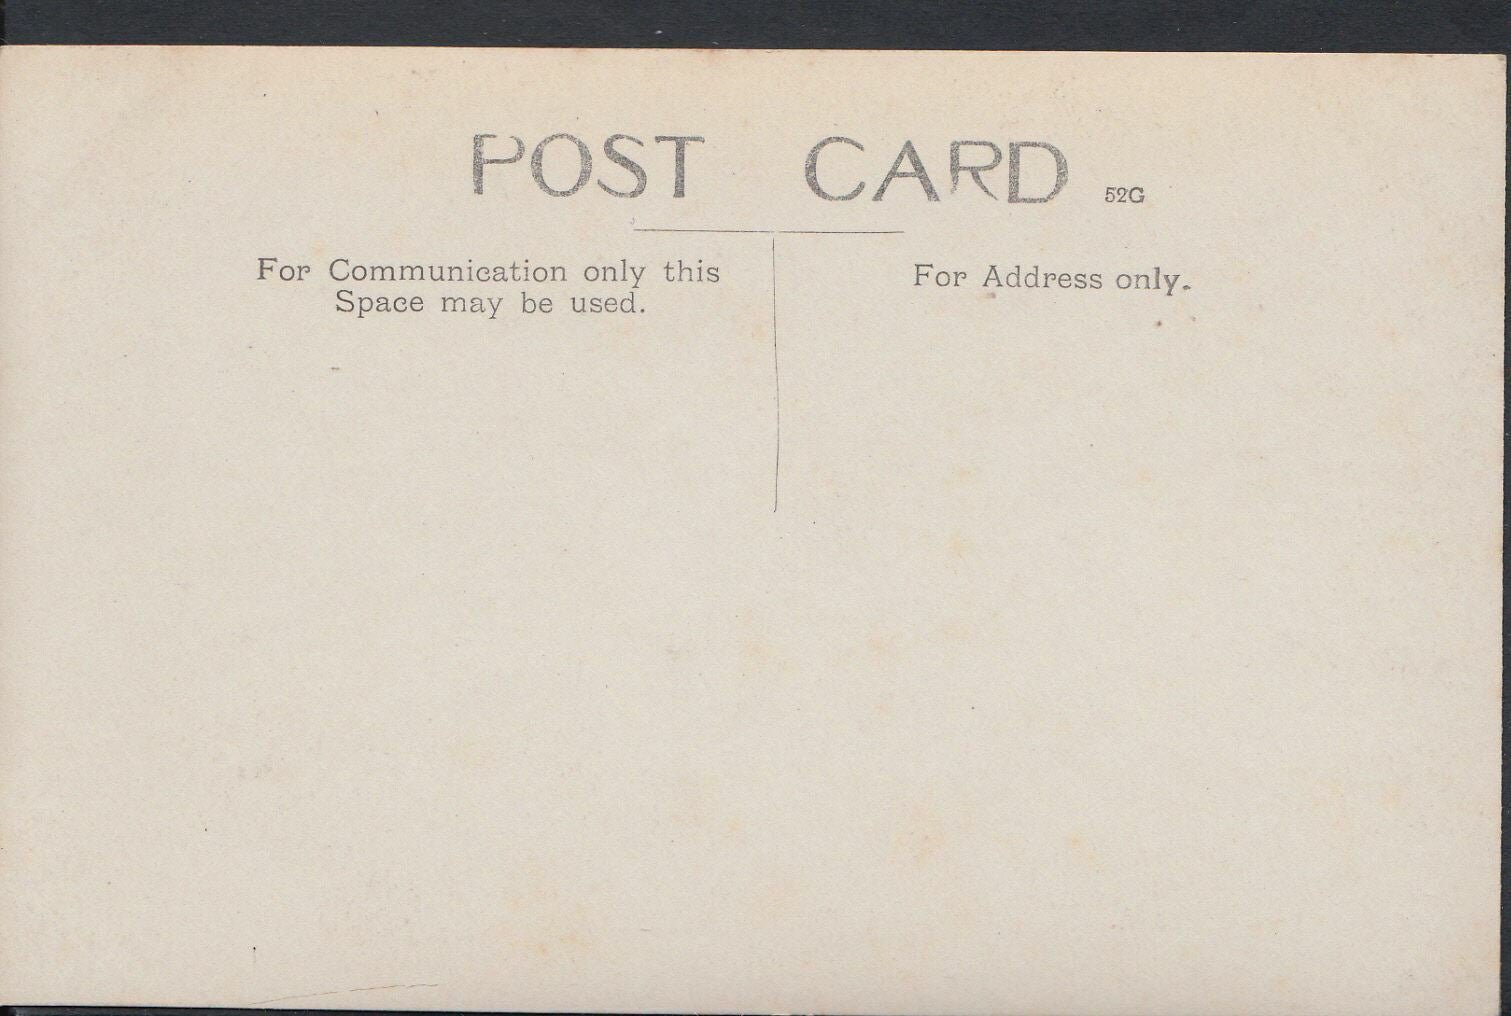 POST CARD 52G
For Communication only this
Space may be used.
For Address only.